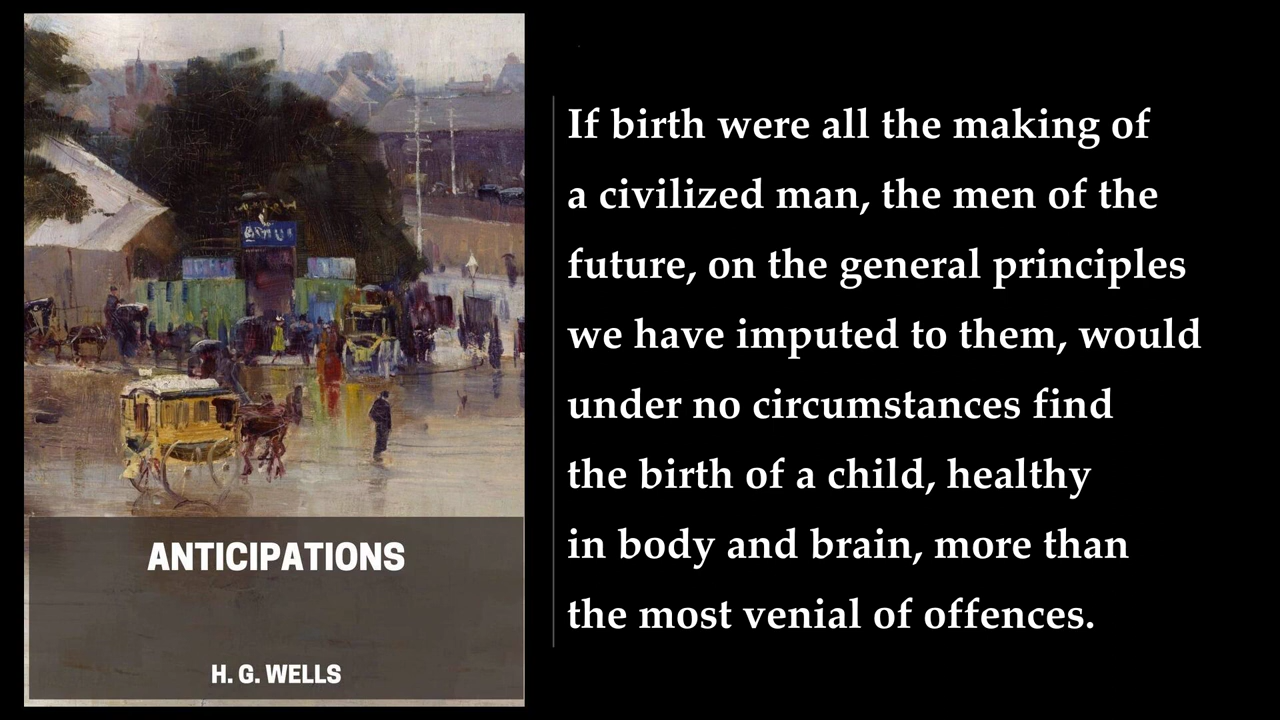 ANTICIPATIONS
H. G. WELLS
If birth were all the making of
a civilized man, the men of the
future, on the general principles
we have imputed to them, would
under no circumstances find
the birth of a child, healthy
in body and brain, more than
the most venial of offences.